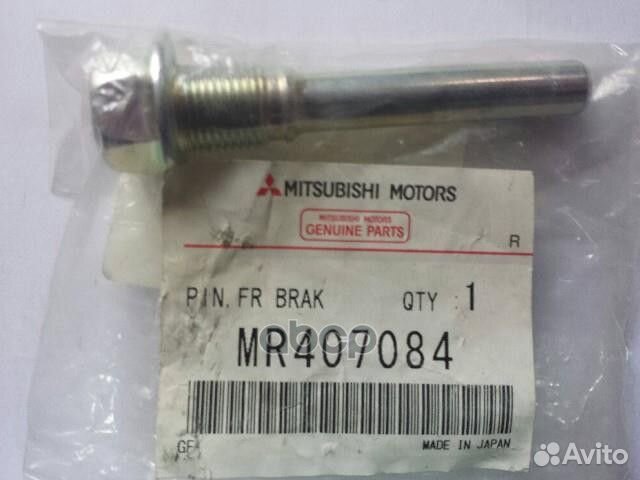 MITSUBISHI MOTORS
MITSUBISHI MOTORS
GENUINE PARTS
R
PIN, FR BRAK QTY : 1
MR407084
MADE IN JAPAN
Avito